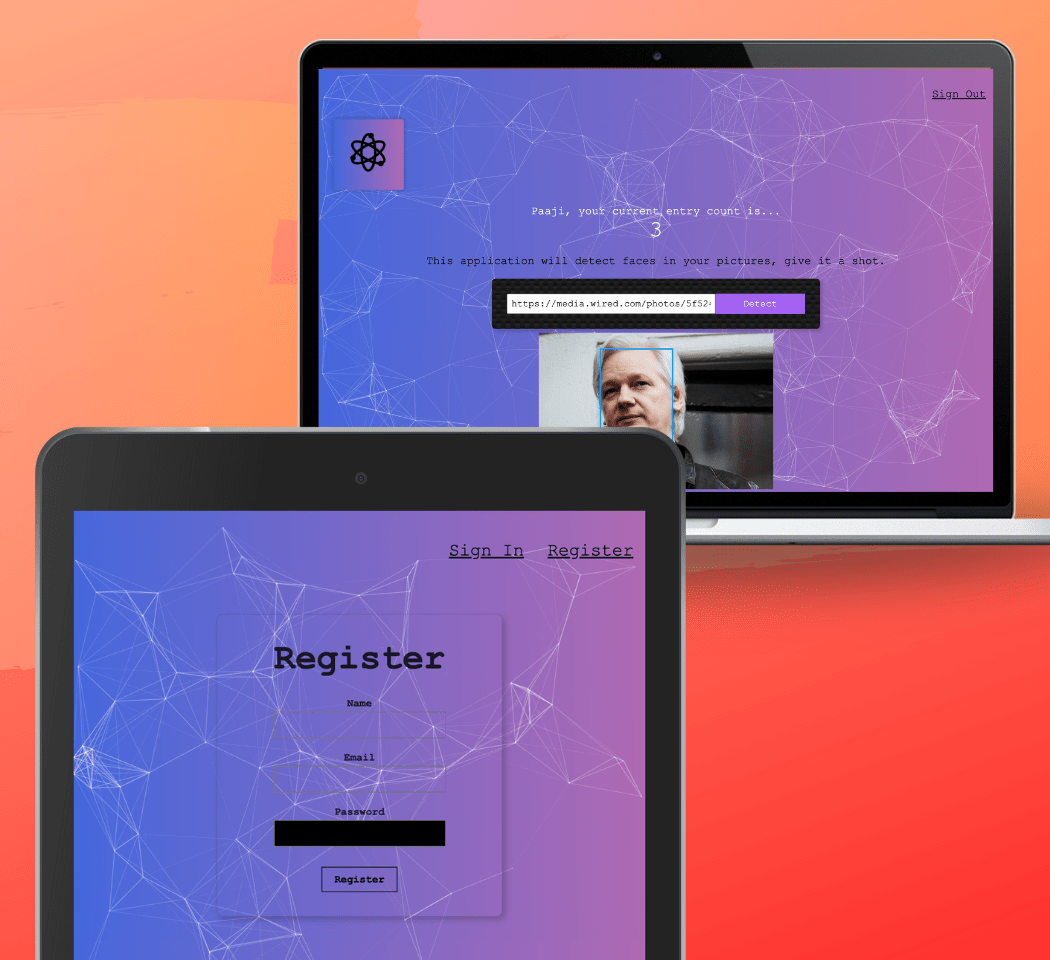 Sign Out
Paaji, your current entry count is...
3
This application will detect faces in your pictures, give it a shot.
https://media.wired.com/photos/5f524 Detect
Sign In Register
Register
Name
Email
Password
Register